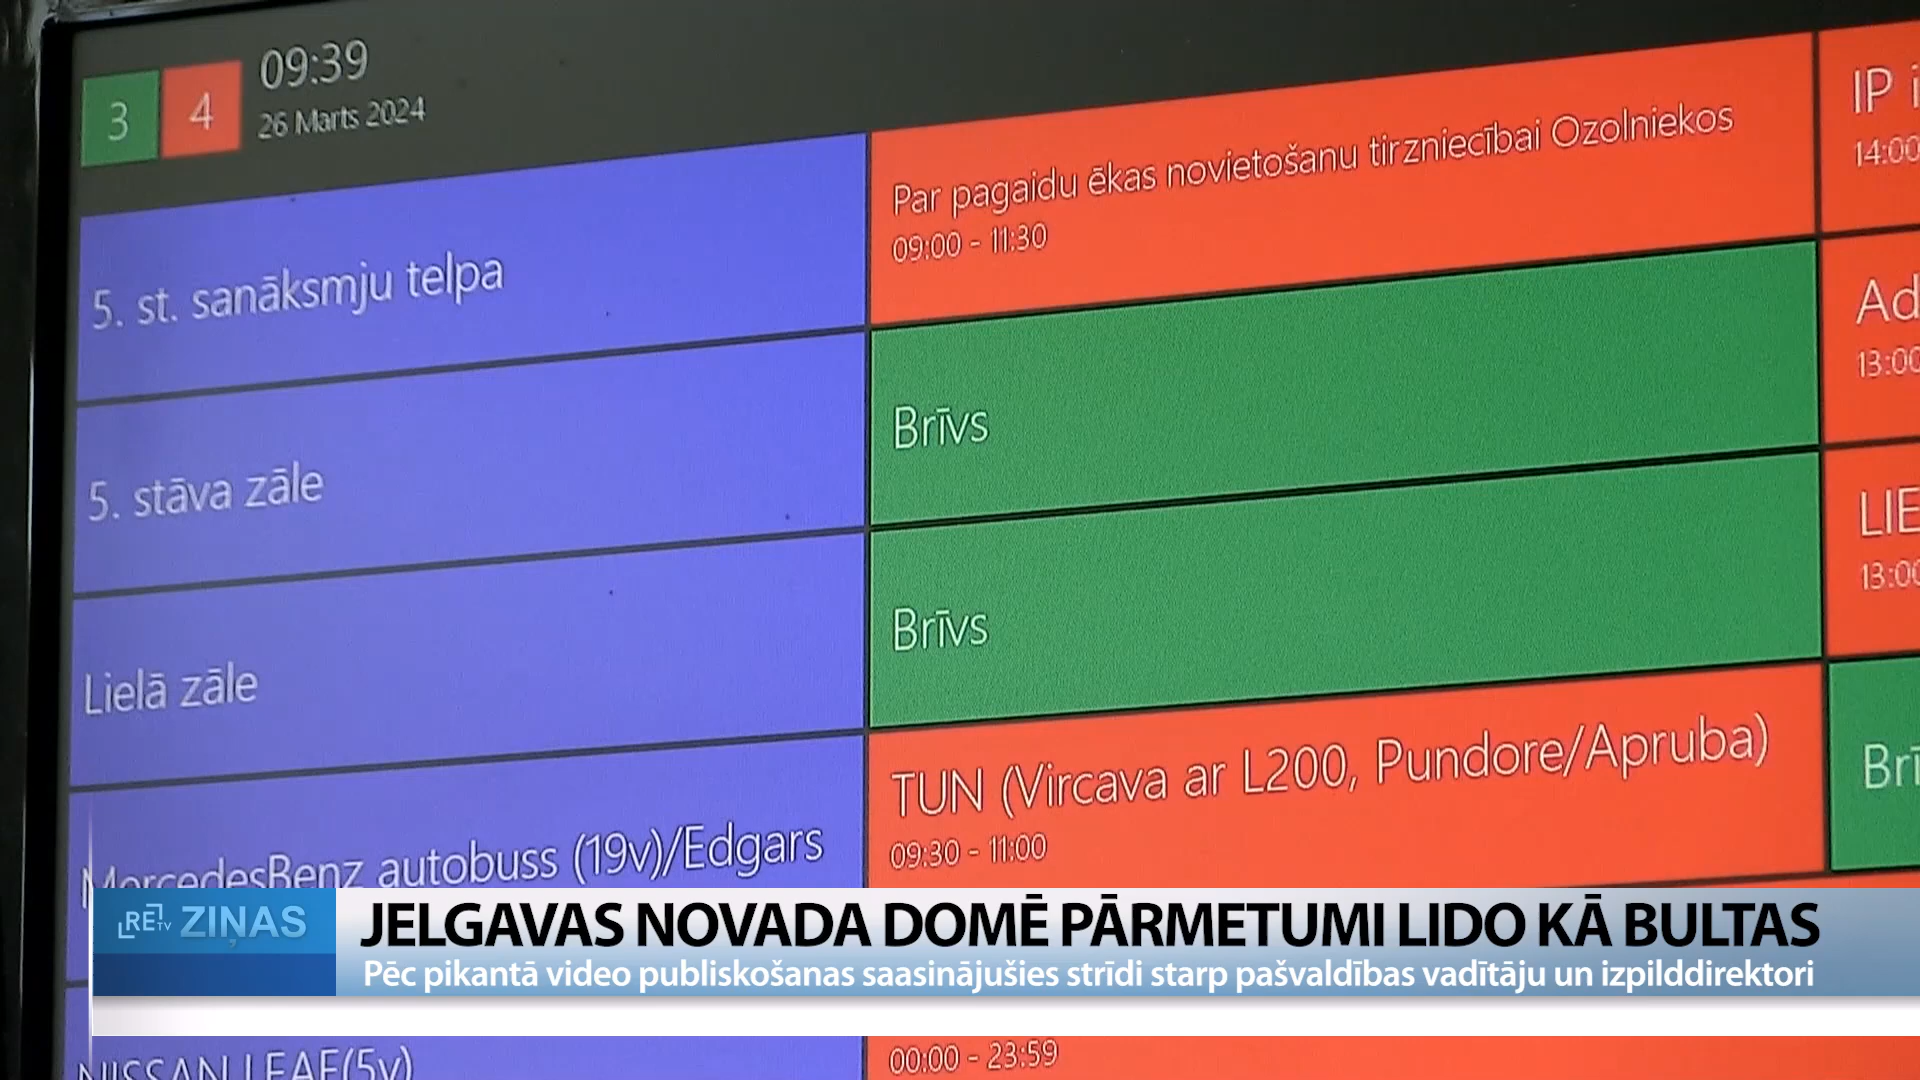 3 4 09:39
26 Marts 2024
5. st. sanāksmju telpa
Par pagaidu ēkas novietošanu tirzniecībai Ozolniekos
09:00 - 11:30
IP i
14:00
5. stāva zāle
Brīvs
Ad
13:00
Lielā zāle
Brīvs
LIE
13:00
MercedesBenz autobuss (19v)/Edgars
TUN (Vircava ar L200, Pundore/Apruba)
09:30 - 11:00
Brī
RE TV ZIŅAS
JELGAVAS NOVADA DOMĒ PĀRMETUMI LIDO KĀ BULTAS
Pēc pikantā video publiskošanas saasinājušies strīdi starp pašvaldības vadītāju un izpilddirektori
NISSAN LEAF(5v)
00:00 - 23:59